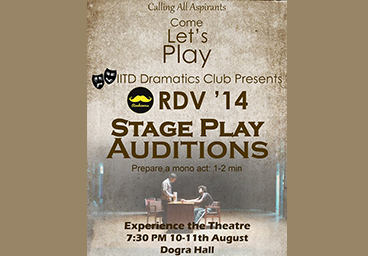 Calling All Aspirants
Come
Let's
Play
IITD Dramatics Club Presents
RDV '14
STAGE PLAY
AUDITIONS
Prepare a mono act: 1-2 min
Experience the Theatre
7:30 PM 10-11th August
Dogra Hall